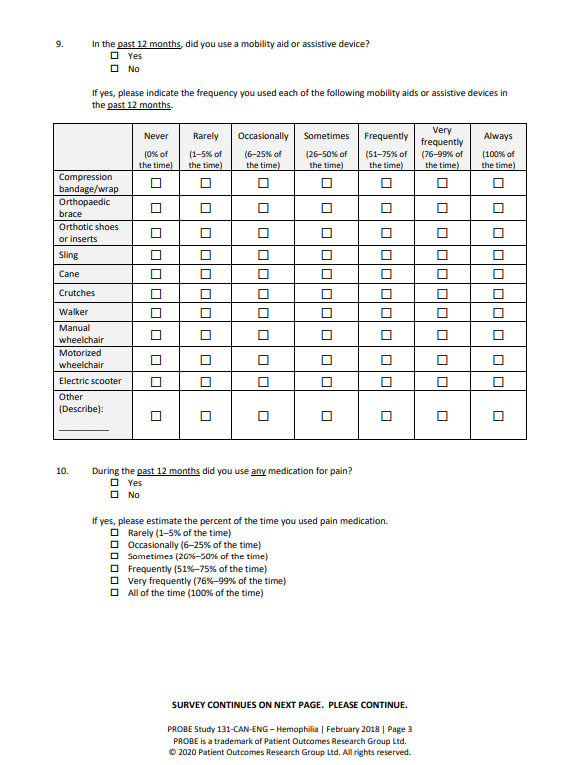 9. In the past 12 months, did you use a mobility aid or assistive device?
☐ Yes
☐ No
If yes, please indicate the frequency you used each of the following mobility aids or assistive devices in
the past 12 months.
Never Rarely Occasionally Sometimes Frequently Very frequently Always
(0% of the time) (1–5% of the time) (6–25% of the time) (26–50% of the time) (51–75% of the time) (76–99% of the time) (100% of the time)
Compression
bandage/wrap ☐ ☐ ☐ ☐ ☐ ☐ ☐
Orthopaedic
brace ☐ ☐ ☐ ☐ ☐ ☐ ☐
Orthotic shoes
or inserts ☐ ☐ ☐ ☐ ☐ ☐ ☐
Sling ☐ ☐ ☐ ☐ ☐ ☐ ☐
Cane ☐ ☐ ☐ ☐ ☐ ☐ ☐
Crutches ☐ ☐ ☐ ☐ ☐ ☐ ☐
Walker ☐ ☐ ☐ ☐ ☐ ☐ ☐
Manual
wheelchair ☐ ☐ ☐ ☐ ☐ ☐ ☐
Motorized
wheelchair ☐ ☐ ☐ ☐ ☐ ☐ ☐
Electric scooter ☐ ☐ ☐ ☐ ☐ ☐ ☐
Other
(Describe): ☐ ☐ ☐ ☐ ☐ ☐ ☐
__________
10. During the past 12 months did you use any medication for pain?
☐ Yes
☐ No
If yes, please estimate the percent of the time you used pain medication.
☐ Rarely (1–5% of the time)
☐ Occasionally (6–25% of the time)
☐ Sometimes (26%–50% of the time)
☐ Frequently (51%–75% of the time)
☐ Very frequently (76%–99% of the time)
☐ All of the time (100% of the time)
SURVEY CONTINUES ON NEXT PAGE. PLEASE CONTINUE.
PROBE Study 131-CAN-ENG – Hemophilia | February 2018 | Page 3
PROBE is a trademark of Patient Outcomes Research Group Ltd.
© 2020 Patient Outcomes Research Group Ltd. All rights reserved.